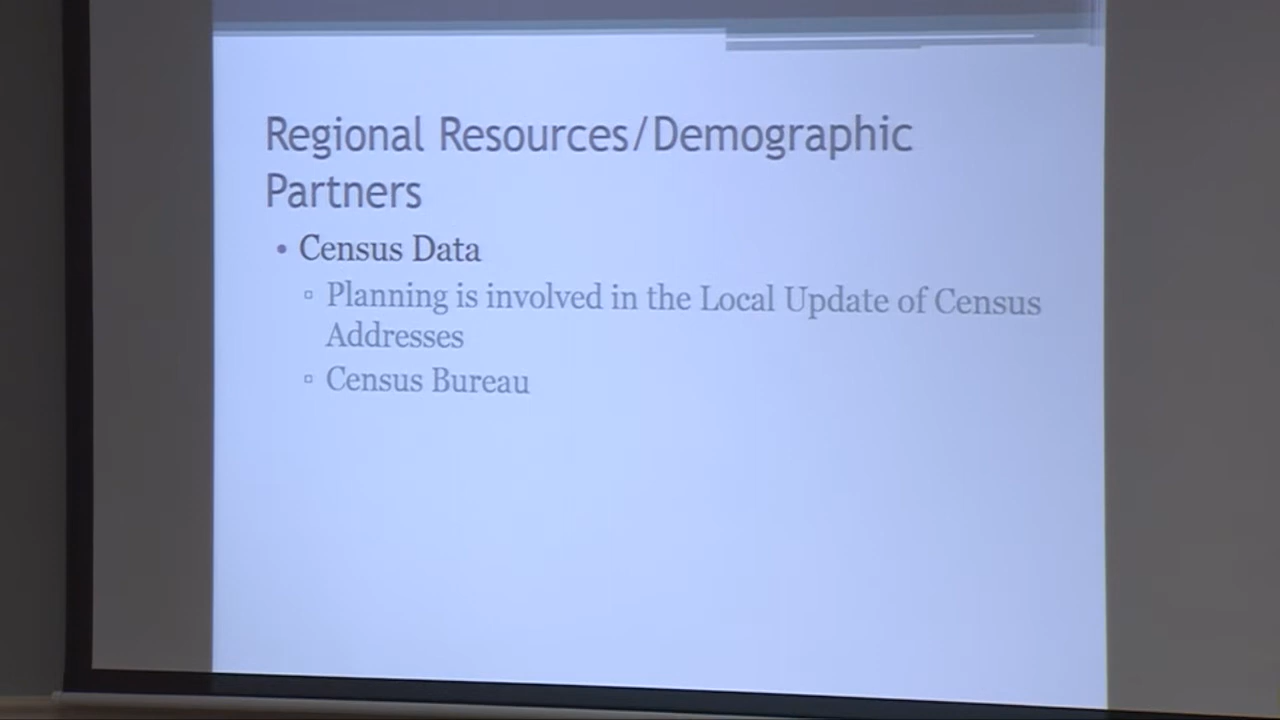 Regional Resources/Demographic
Partners
• Census Data
▫ Planning is involved in the Local Update of Census
Addresses
▫ Census Bureau